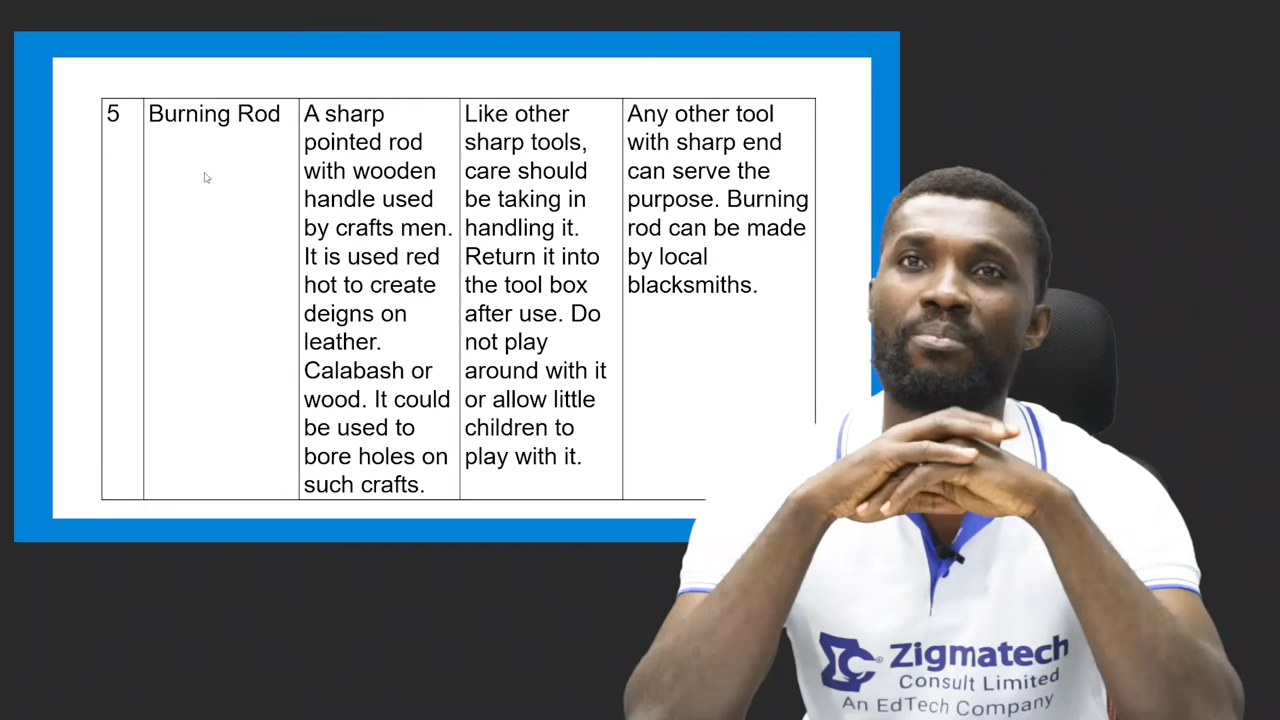 5
Burning Rod
A sharp
pointed rod
with wooden
handle used
by crafts men.
It is used red
hot to create
deigns on
leather.
Calabash or
wood. It could
be used to
bore holes on
such crafts.
Like other
sharp tools,
care should
be taking in
handling it.
Return it into
the tool box
after use. Do
not play
around with it
or allow little
children to
play with it.
Any other tool
with sharp end
can serve the
purpose. Burning
rod can be made
by local
blacksmiths.
Zigmatech
Consult Limited
An EdTech Company